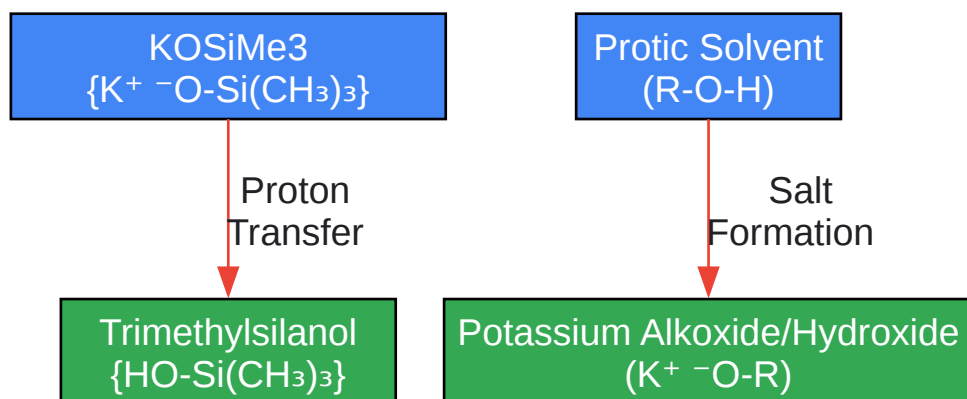 KOSiMe3
{K⁺ ⁻O-Si(CH₃)₃}
Protic Solvent
(R-O-H)
Proton
Transfer
Salt
Formation
Trimethylsilanol
{HO-Si(CH₃)₃}
Potassium Alkoxide/Hydroxide
(K⁺ ⁻O-R)